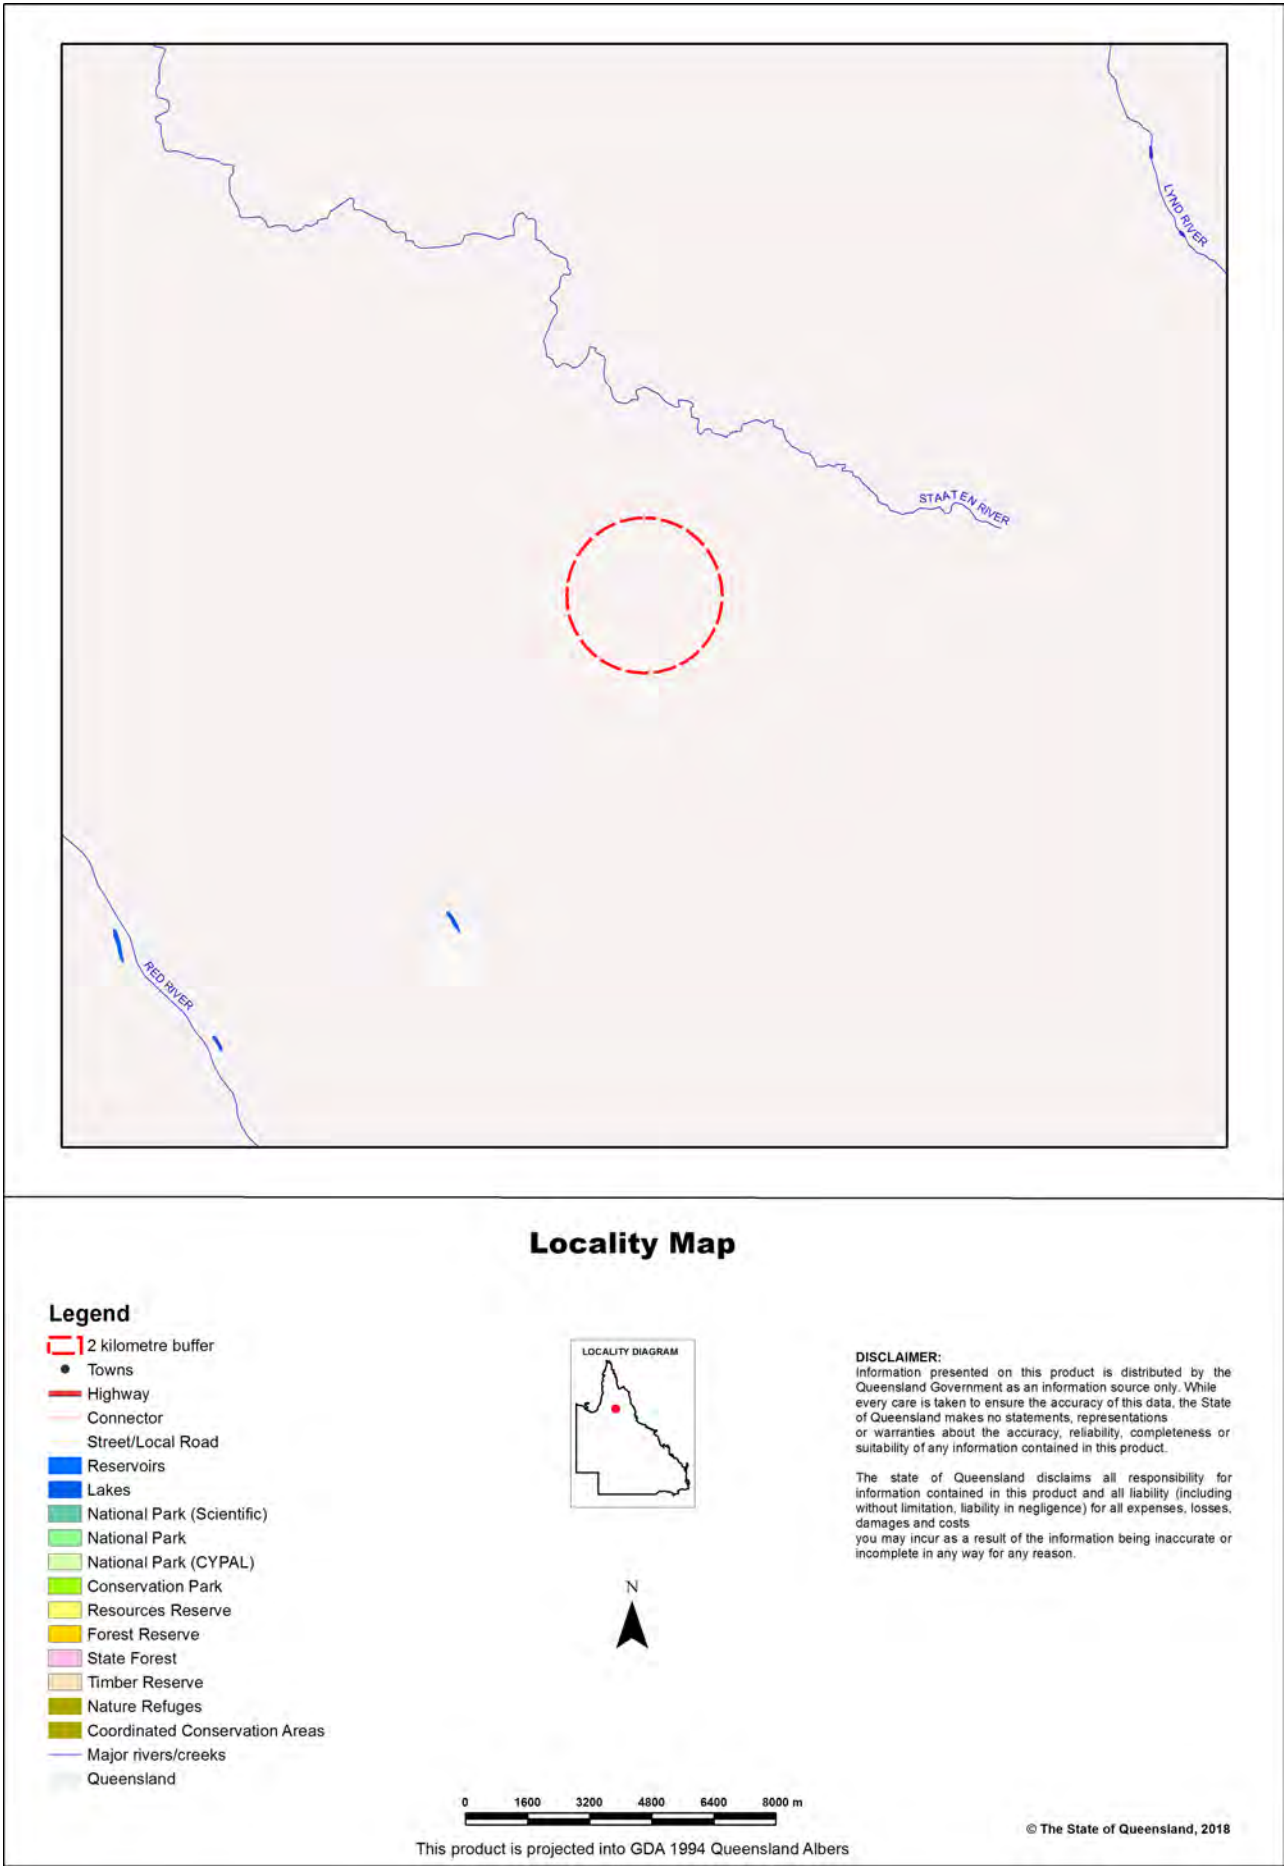 LYND RIVER
STAATEN RIVER
RED RIVER
Locality Map
Legend
2 kilometre buffer
Towns
Highway
Connector
Street/Local Road
Reservoirs
Lakes
National Park (Scientific)
National Park
National Park (CYPAL)
Conservation Park
Resources Reserve
Forest Reserve
State Forest
Timber Reserve
Nature Refuges
Coordinated Conservation Areas
Major rivers/creeks
Queensland
LOCALITY DIAGRAM
N
0 1600 3200 4800 6400 8000 m
This product is projected into GDA 1994 Queensland Albers
DISCLAIMER:
Information presented on this product is distributed by the
Queensland Government as an information source only. While
every care is taken to ensure the accuracy of this data, the State
of Queensland makes no statements, representations
or warranties about the accuracy, reliability, completeness or
suitability of any information contained in this product.
The state of Queensland disclaims all responsibility for
information contained in this product and all liability (including
without limitation, liability in negligence) for all expenses, losses,
damages and costs
you may incur as a result of the information being inaccurate or
incomplete in any way for any reason.
© The State of Queensland, 2018